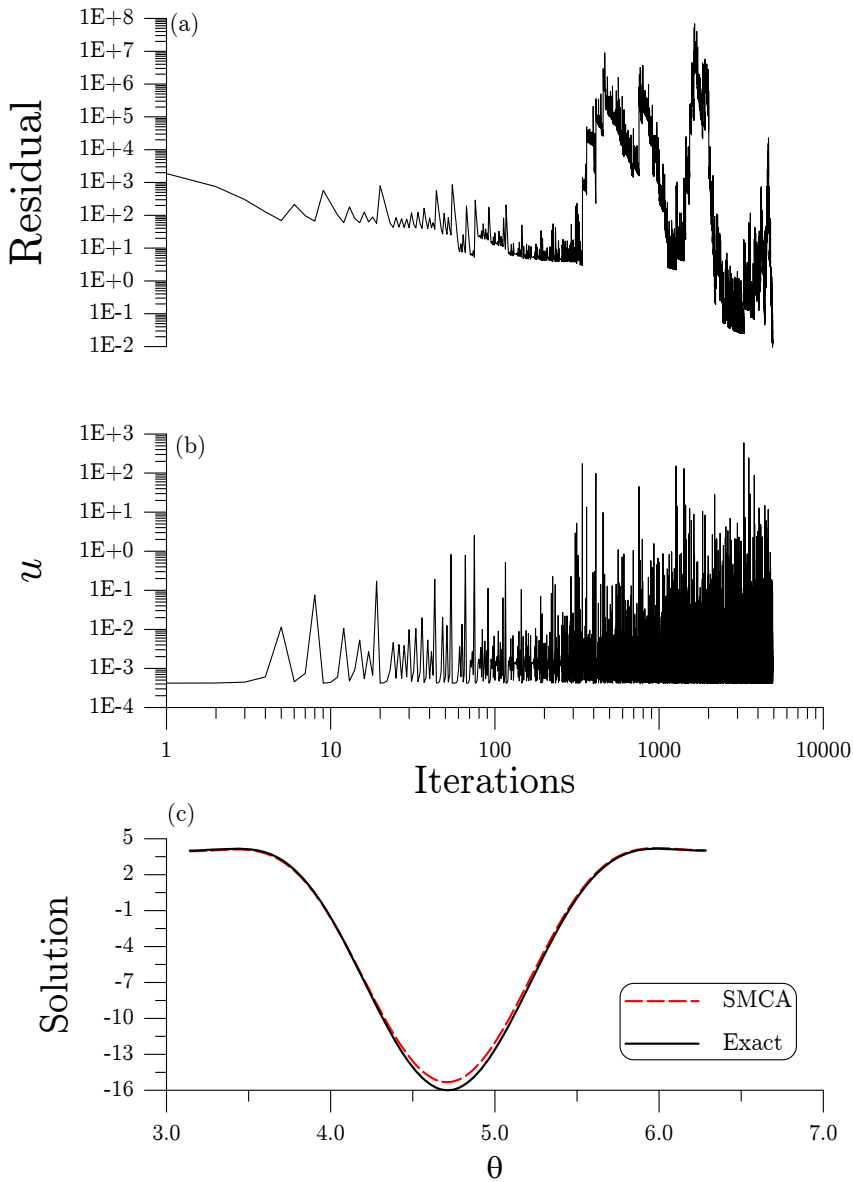 (a)
1E+8
1E+7
1E+6
1E+5
1E+4
1E+3
1E+2
1E+1
1E+0
1E-1
1E-2
Residual
(b)
1E+3
1E+2
1E+1
1E+0
1E-1
1E-2
1E-3
1E-4
u
1 10 100 1000 10000
Iterations
(c)
5
2
-1
-4
-7
-10
-13
-16
Solution
SMCA
Exact
3.0 4.0 5.0 6.0 7.0
θ